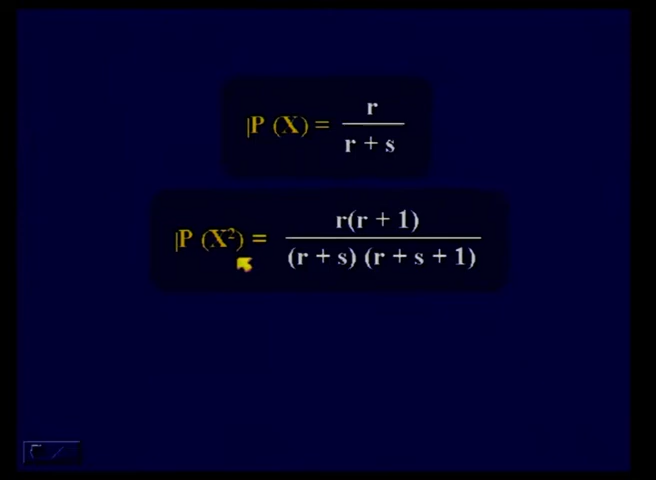 |P (X) = r / (r + s)
|P (X²) = r(r + 1) / (r + s) (r + s + 1)